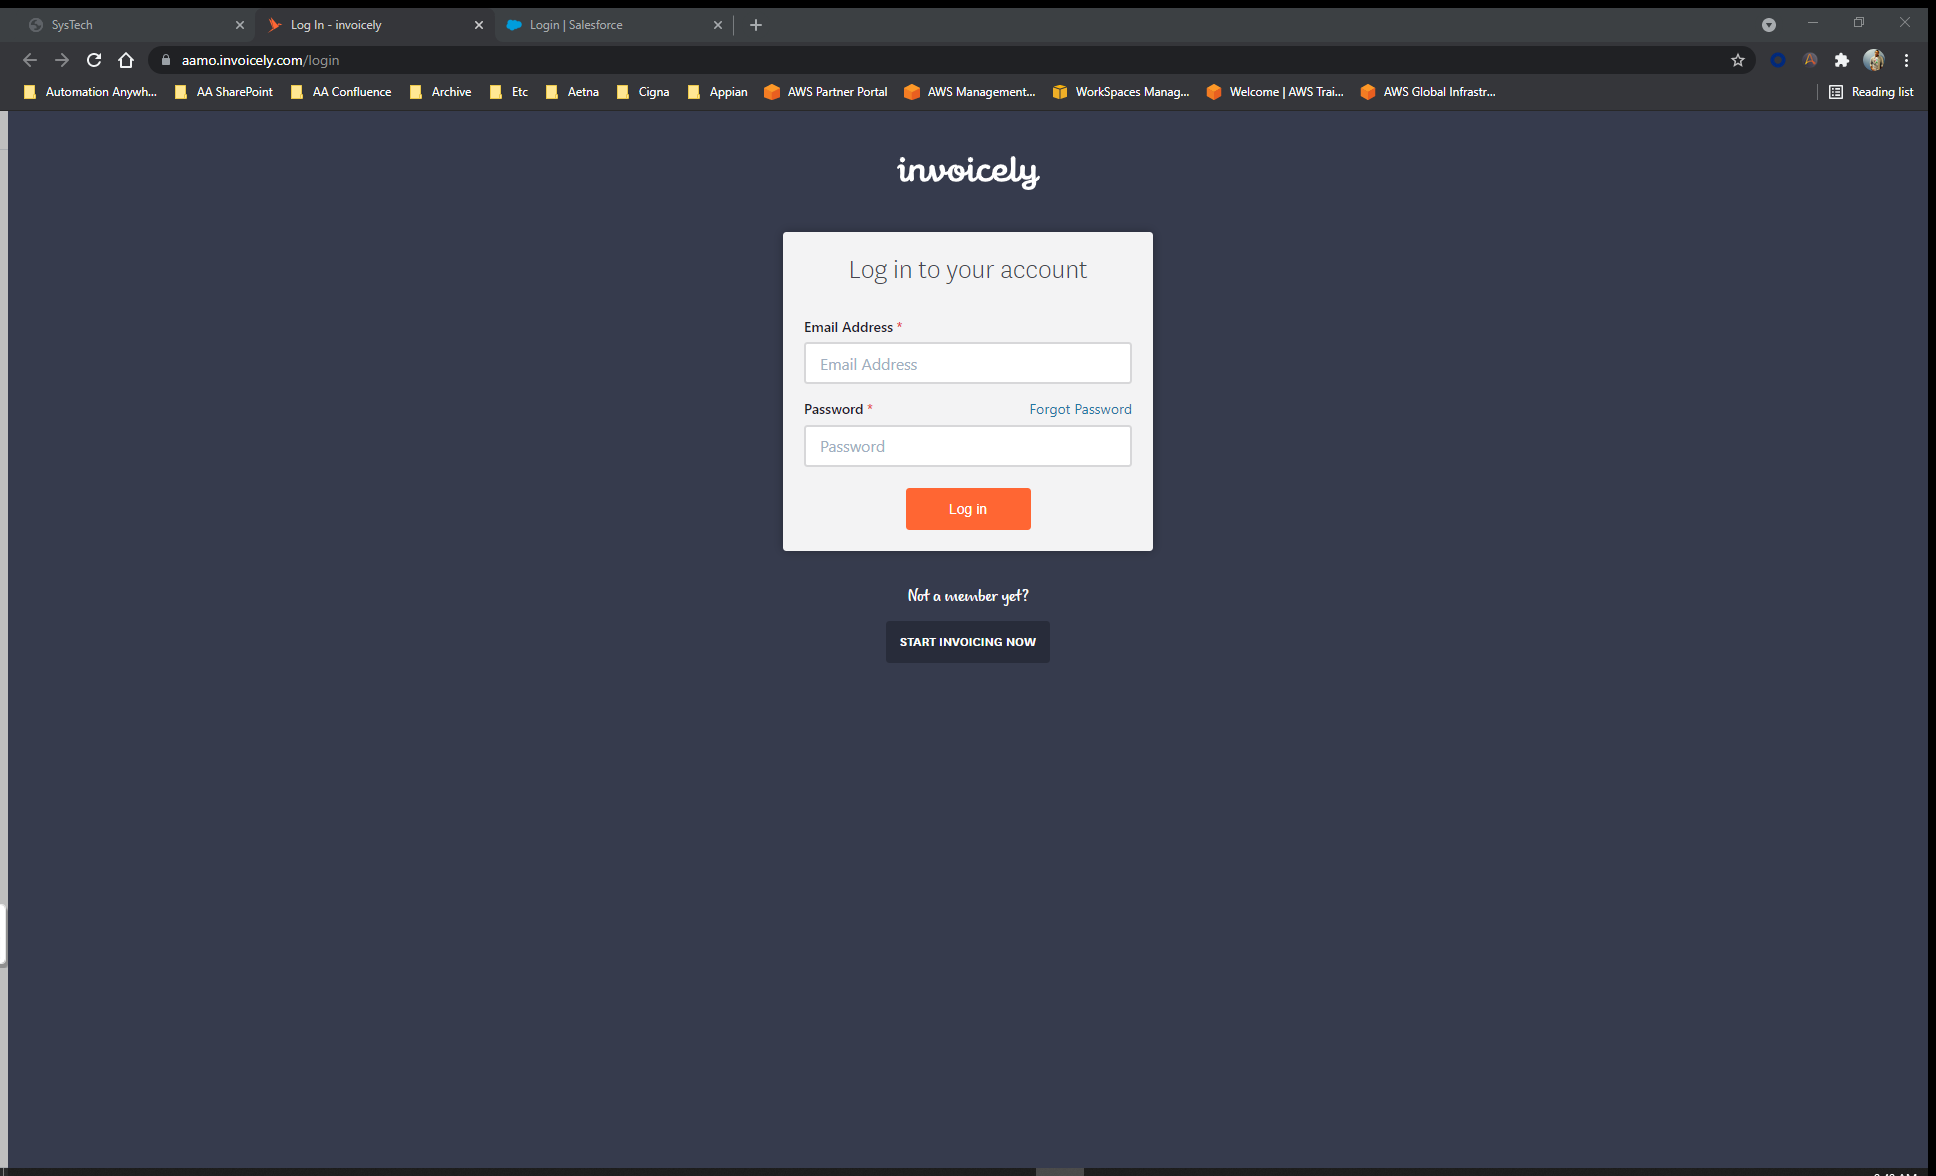 SysTech
Log In - invoicely
Login | Salesforce
aamo.invoicely.com/login
Automation Anywh...
AA SharePoint
AA Confluence
Archive
Etc
Aetna
Cigna
Appian
AWS Partner Portal
AWS Management...
WorkSpaces Manag...
Welcome | AWS Trai...
AWS Global Infrastr...
Reading list
invoicely
Log in to your account
Email Address *
Email Address
Password *
Forgot Password
Password
Log in
Not a member yet?
START INVOICING NOW